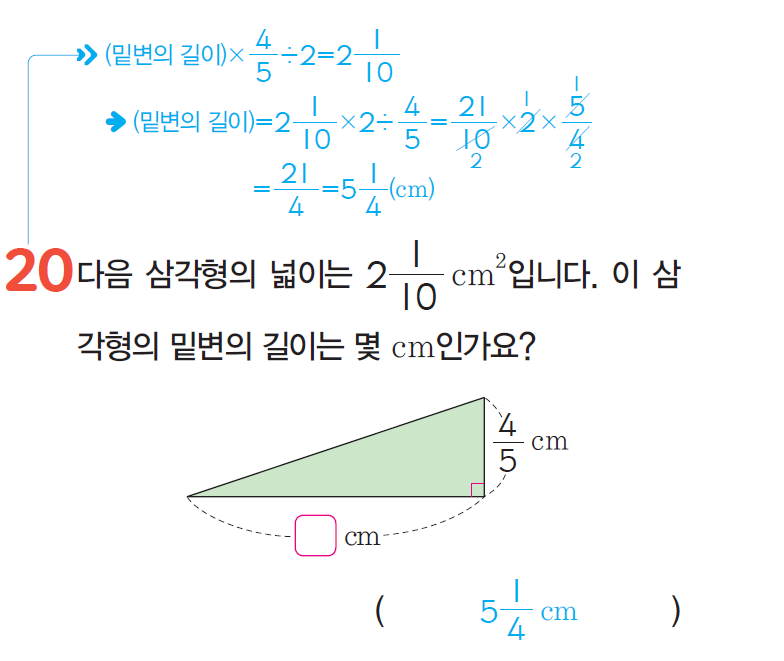 (밑변의 길이)×4/5÷2=2 1/10
(밑변의 길이)=2 1/10×2÷4/5=21/10×2×5/4
2 1 1 2
=21/4=5 1/4(cm)
20 다음 삼각형의 넓이는 2 1/10 cm²입니다. 이 삼
각형의 밑변의 길이는 몇 cm인가요?
4/5 cm
□ cm
( 5 1/4 cm )